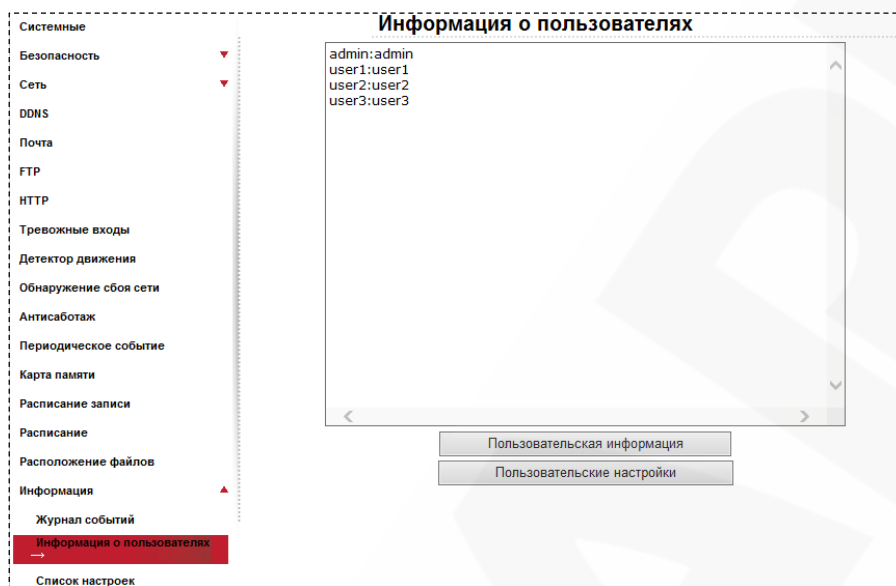 Информация о пользователях
Системные
Безопасность
Сеть
DDNS
Почта
FTP
HTTP
Тревожные входы
Детектор движения
Обнаружение сбоя сети
Антисаботаж
Периодическое событие
Карта памяти
Расписание записи
Расписание
Расположение файлов
Информация
Журнал событий
Информация о пользователях
Список настроек
admin:admin
user1:user1
user2:user2
user3:user3
Пользовательская информация
Пользовательские настройки